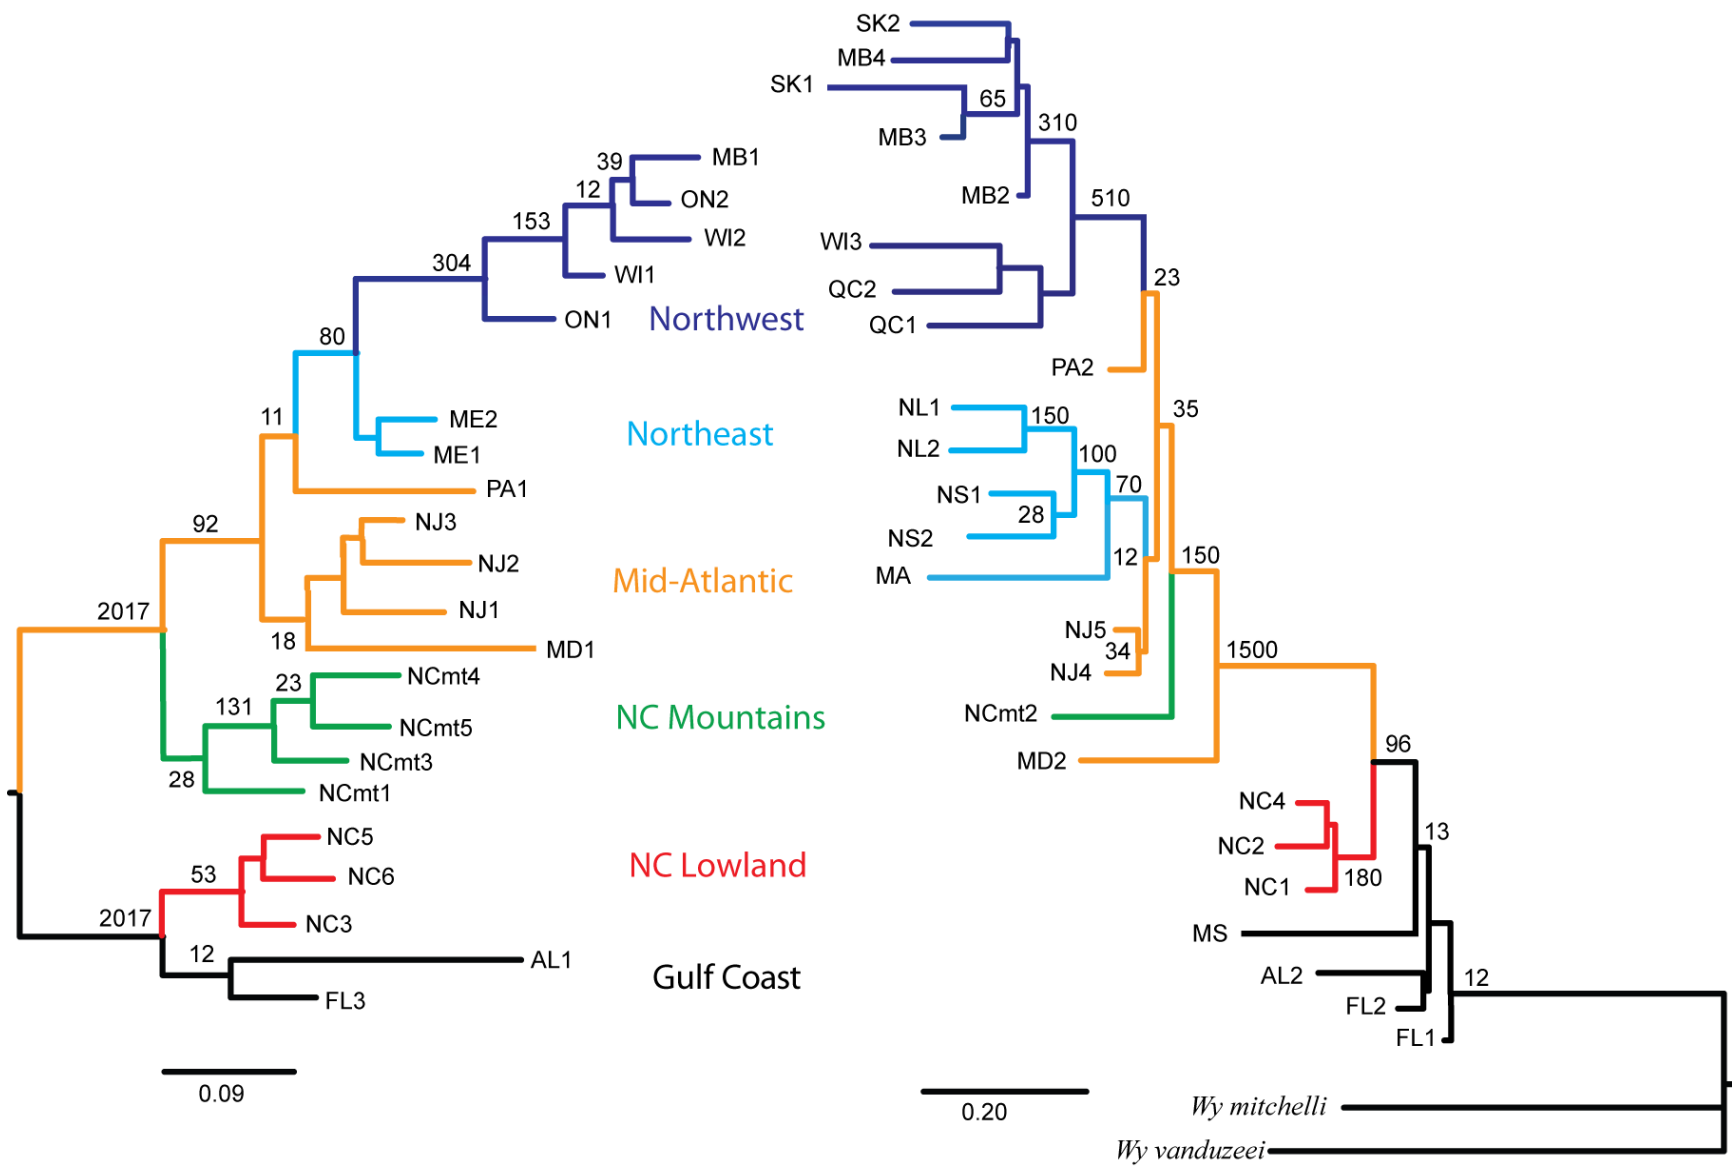 SK2
MB4
SK1
65
MB3
310
MB2
510
WI3
QC2
QC1
23
PA2
39
MB1
12
ON2
153
WI2
304
WI1
ON1
Northwest
80
11
ME2
ME1
Northeast
PA1
92
NJ3
NJ2
Mid-Atlantic
NJ1
2017
18
MD1
23
NCmt4
131
NCmt5
NC Mountains
NCmt3
28
NCmt1
NC5
53
NC6
NC Lowland
NC3
2017
12
AL1
Gulf Coast
FL3
0.09
NL1
150
35
NL2
100
NS1
70
28
NS2
12
150
MA
NJ5
34
1500
NJ4
NCmt2
MD2
96
NC4
13
NC2
NC1
180
MS
AL2
12
FL2
FL1
0.20
Wy mitchelli
Wy vanduzeei